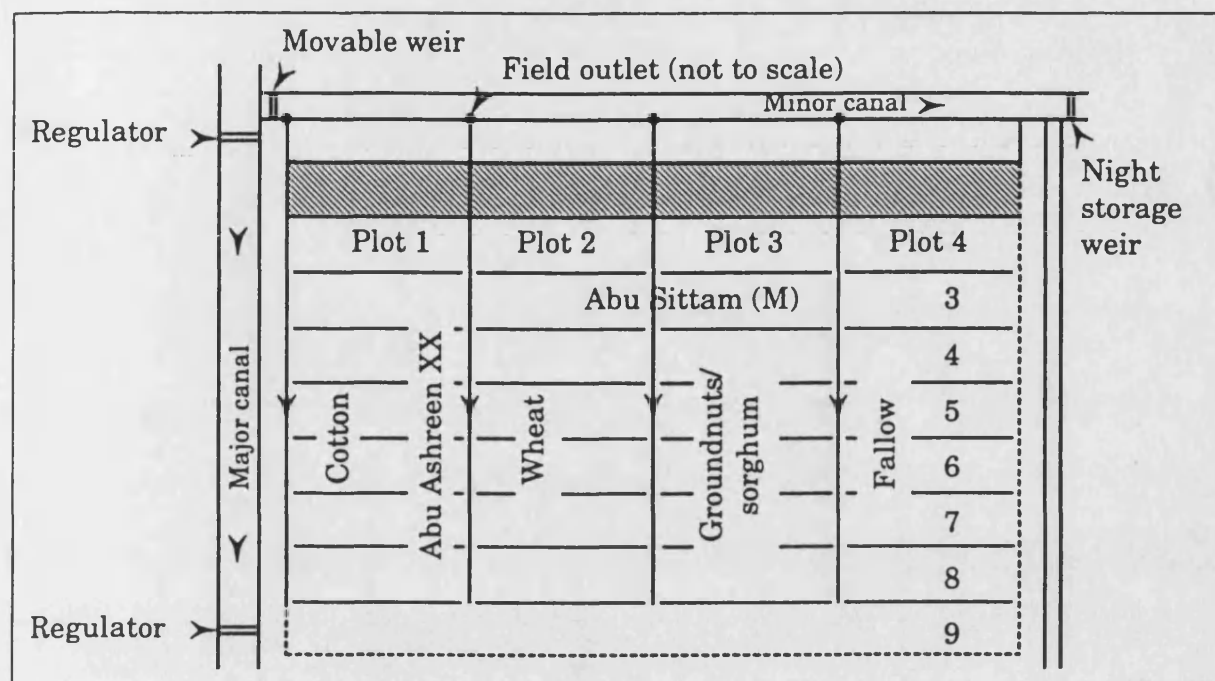 Movable weir
Field outlet (not to scale)
Minor canal
Regulator
Night
storage
weir
Plot 1
Plot 2
Plot 3
Plot 4
Abu Sittam (M)
3
4
5
6
7
8
9
Major canal
Cotton
Abu Ashreen XX
Wheat
Groundnuts/
sorghum
Fallow
Regulator